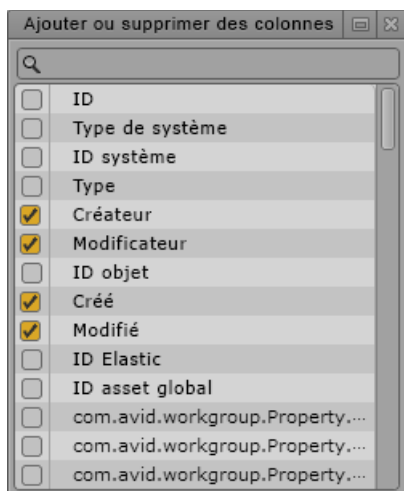 Ajouter ou supprimer des colonnes
ID
Type de système
ID système
Type
Créateur
Modificateur
ID objet
Créé
Modifié
ID Elastic
ID asset global
com.avid.workgroup.Property.···
com.avid.workgroup.Property.···
com.avid.workgroup.Property.···